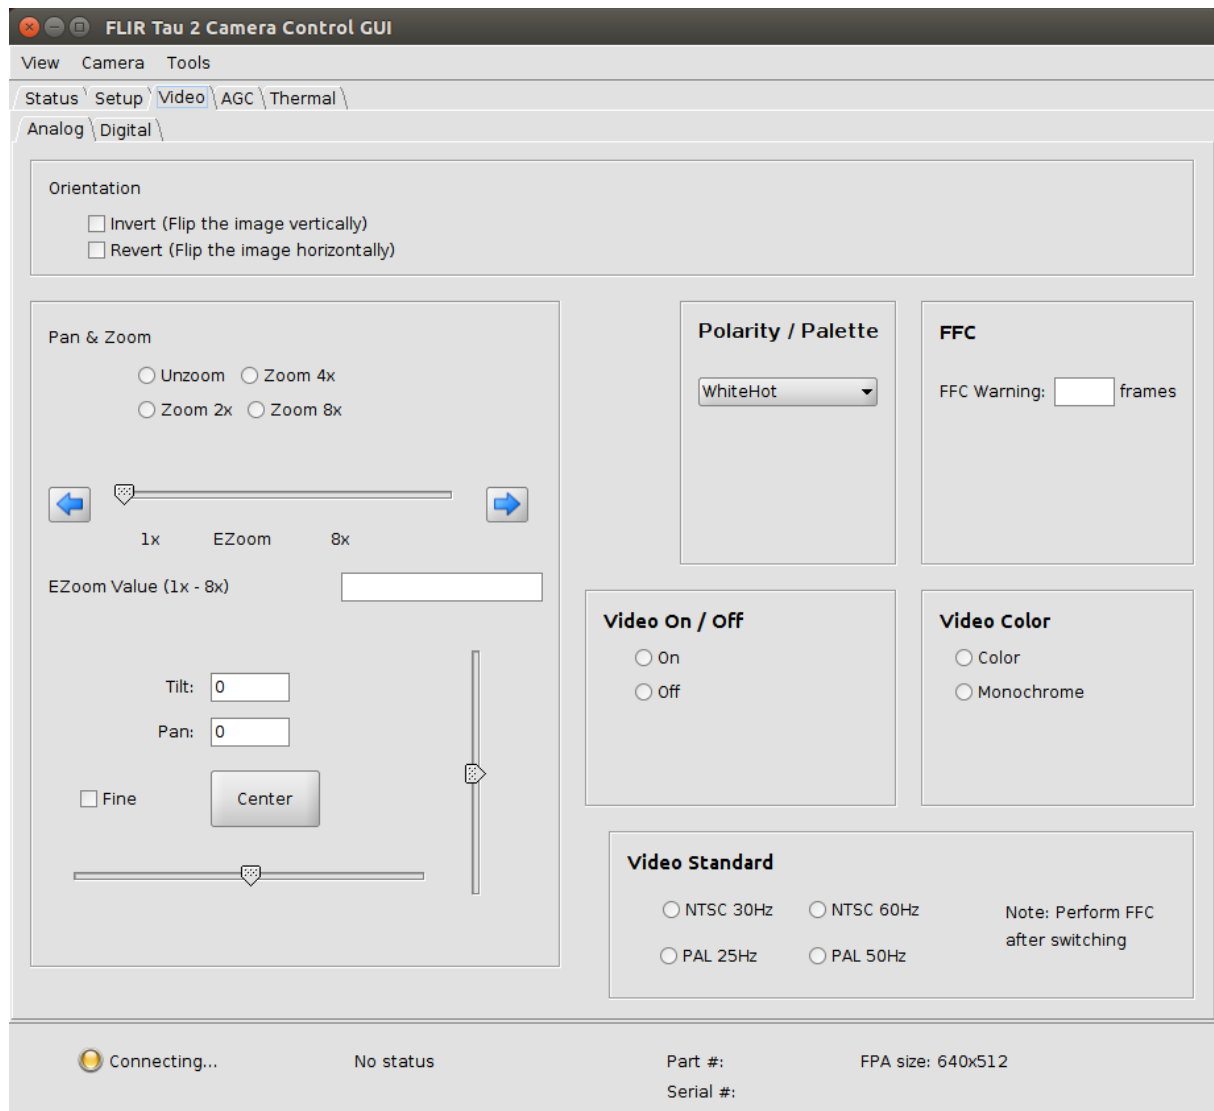 FLIR Tau 2 Camera Control GUI
View Camera Tools
Status Setup Video AGC Thermal
Analog Digital
Orientation
Invert (Flip the image vertically)
Revert (Flip the image horizontally)
Pan & Zoom
Unzoom Zoom 4x
Zoom 2x Zoom 8x
1x EZoom 8x
EZoom Value (1x - 8x)
Tilt: 0
Pan: 0
Fine Center
Polarity / Palette
WhiteHot
FFC
FFC Warning: frames
Video On / Off
On
Off
Video Color
Color
Monochrome
Video Standard
NTSC 30Hz NTSC 60Hz
PAL 25Hz PAL 50Hz
Note: Perform FFC
after switching
Connecting... No status Part #: FPA size: 640x512
Serial #: